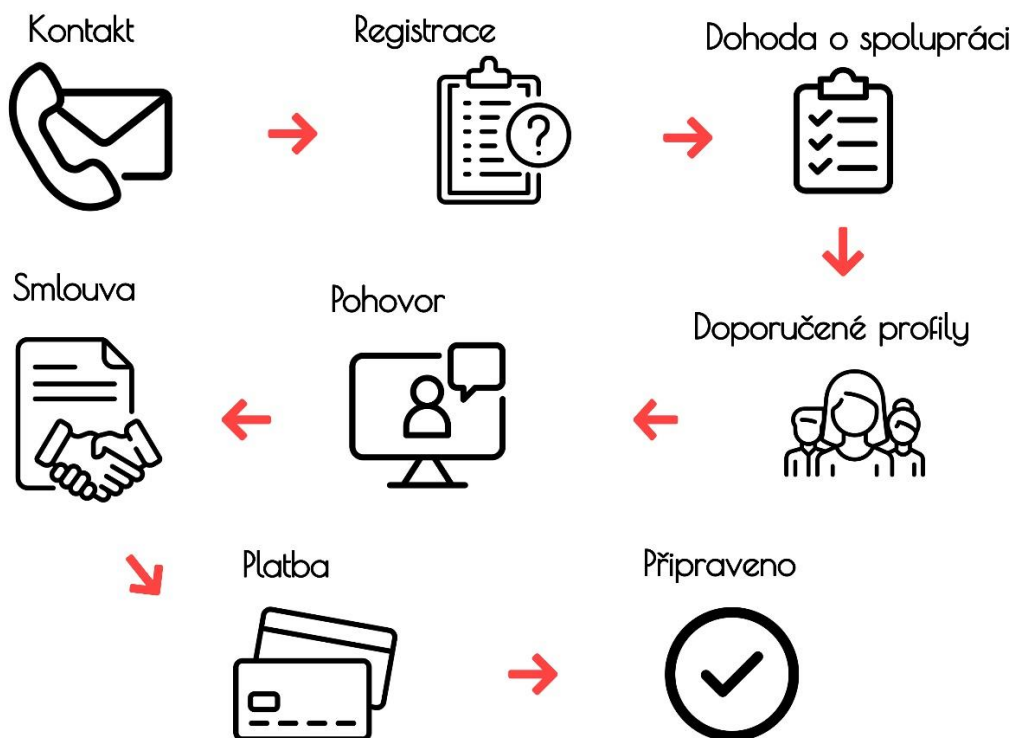 Kontakt
Registrace
Dohoda o spolupráci
Doporučené profily
Pohovor
Smlouva
Platba
Připraveno